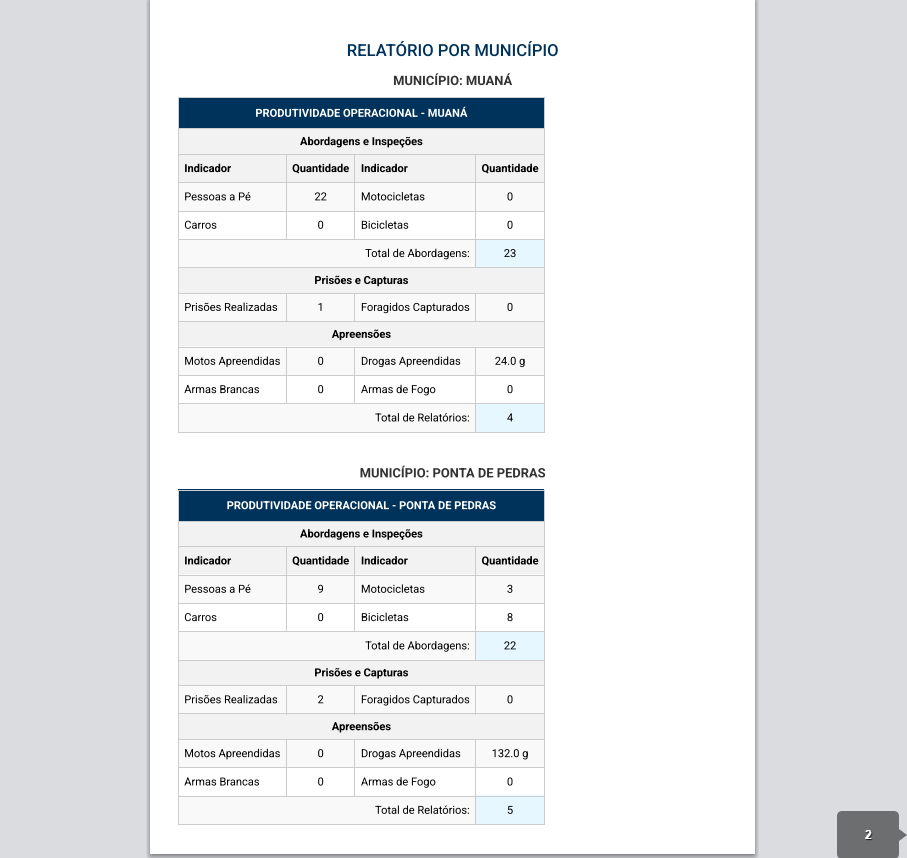 RELATÓRIO POR MUNICÍPIO
MUNICÍPIO: MUANÁ
PRODUTIVIDADE OPERACIONAL - MUANÁ
Abordagens e Inspeções
Indicador Quantidade Indicador Quantidade
Pessoas a Pé 22 Motocicletas 0
Carros 0 Bicicletas 0
Total de Abordagens: 23
Prisões e Capturas
Prisões Realizadas 1 Foragidos Capturados 0
Apreensões
Motos Apreendidas 0 Drogas Apreendidas 24.0 g
Armas Brancas 0 Armas de Fogo 0
Total de Relatórios: 4
MUNICÍPIO: PONTA DE PEDRAS
PRODUTIVIDADE OPERACIONAL - PONTA DE PEDRAS
Abordagens e Inspeções
Indicador Quantidade Indicador Quantidade
Pessoas a Pé 9 Motocicletas 3
Carros 0 Bicicletas 8
Total de Abordagens: 22
Prisões e Capturas
Prisões Realizadas 2 Foragidos Capturados 0
Apreensões
Motos Apreendidas 0 Drogas Apreendidas 132.0 g
Armas Brancas 0 Armas de Fogo 0
Total de Relatórios: 5
2